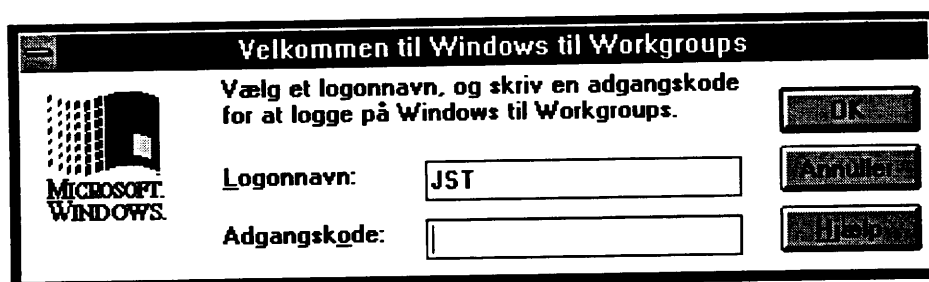 Velkommen til Windows til Workgroups
Vælg et logonnavn, og skriv en adgangskode
for at logge på Windows til Workgroups.
MICROSOFT.
WINDOWS.
Logonnavn:
JST
Adgangskode:
OK
Annuller
Hjælp